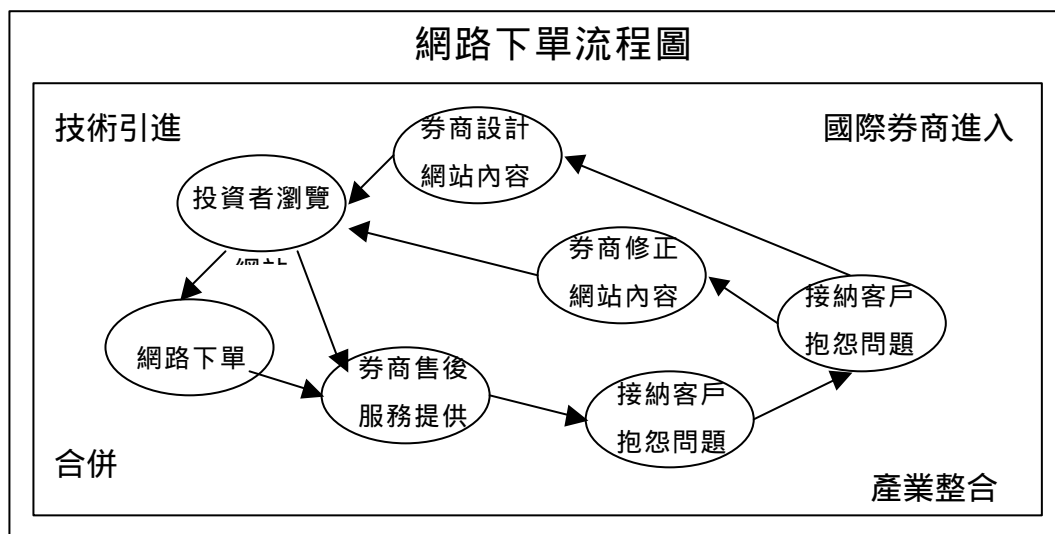 網路下單流程圖
技術引進
國際券商進入
券商設計
網站內容
投資者瀏覽
網站
券商修正
網站內容
接納客戶
抱怨問題
網路下單
券商售後
服務提供
接納客戶
抱怨問題
合併
產業整合